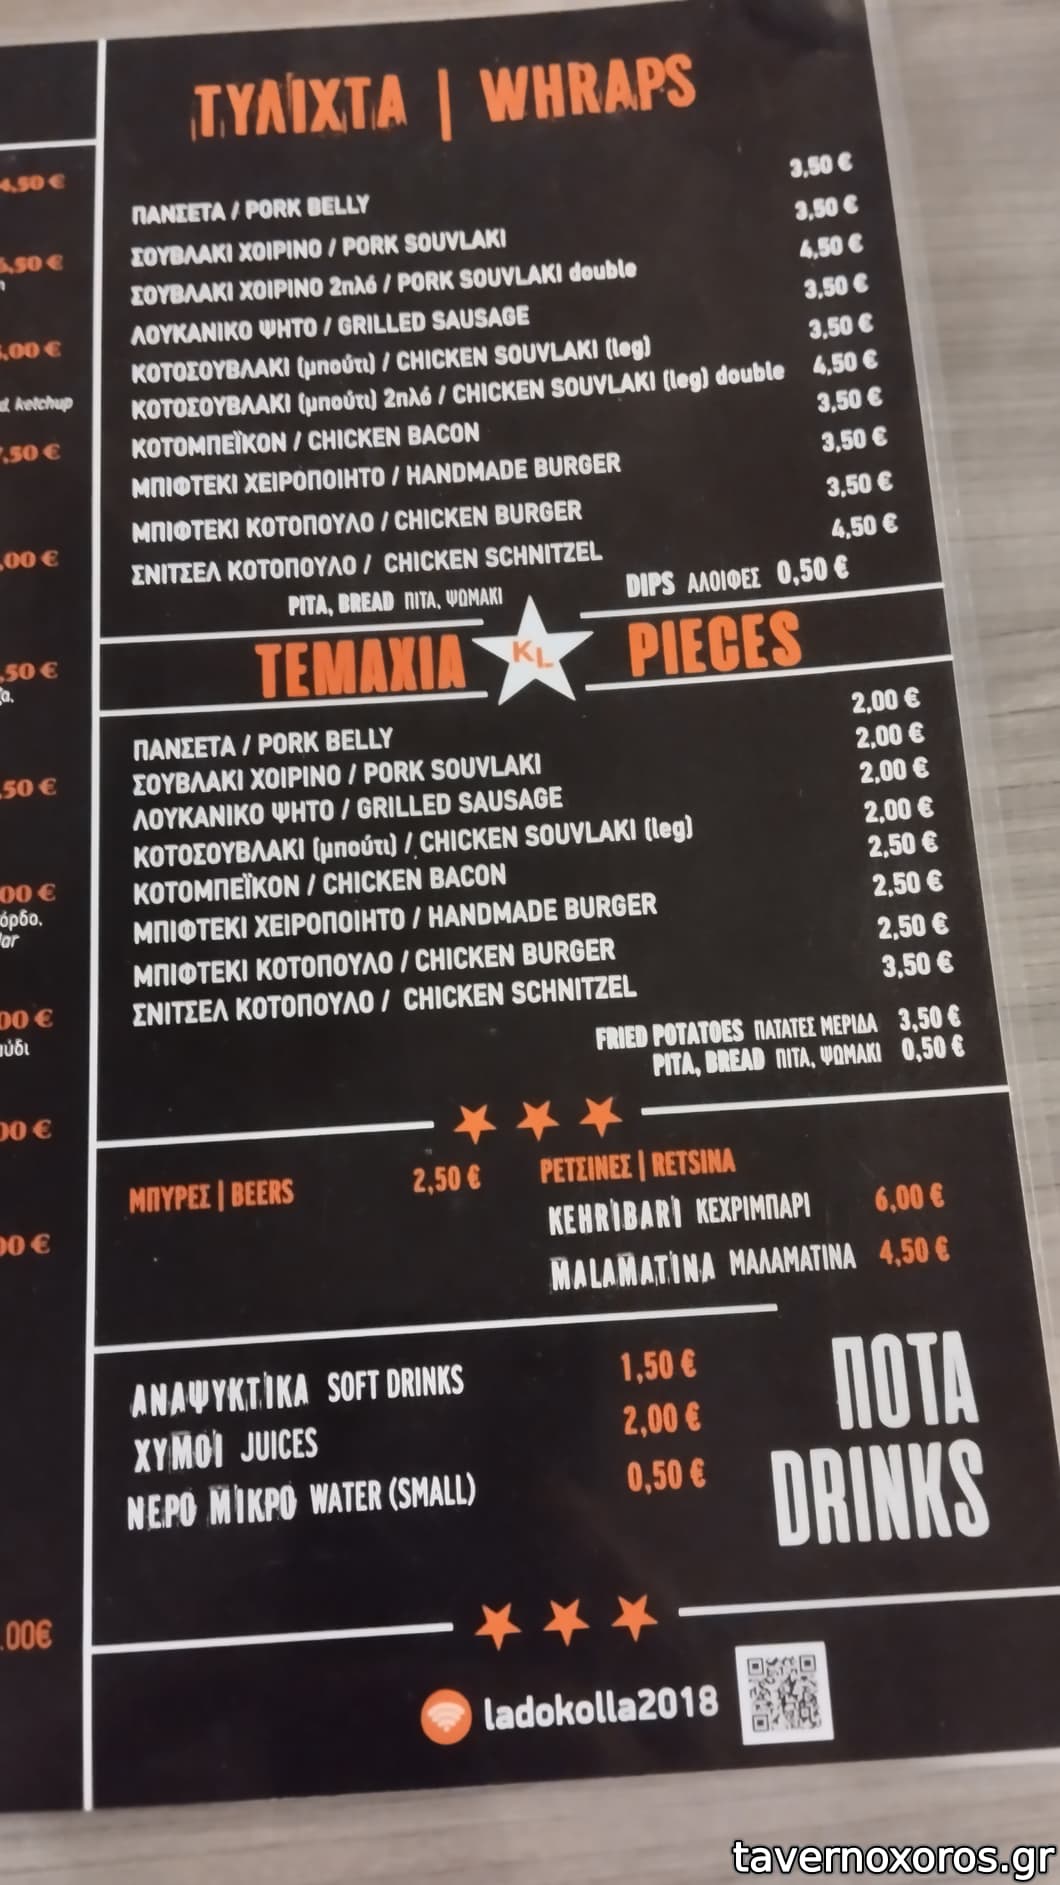 ΤΥΛΙΧΤΑ | WHRAPS
ΠΑΝΣΕΤΑ / PORK BELLY 3,50 €
ΣΟΥΒΛΑΚΙ ΧΟΙΡΙΝΟ / PORK SOUVLAKI 3,50 €
ΣΟΥΒΛΑΚΙ ΧΟΙΡΙΝΟ 2πλό / PORK SOUVLAKI double 4,50 €
ΛΟΥΚΑΝΙΚΟ ΨΗΤΟ / GRILLED SAUSAGE 3,50 €
ΚΟΤΟΣΟΥΒΛΑΚΙ (μπούτι) / CHICKEN SOUVLAKI (leg) 3,50 €
ΚΟΤΟΣΟΥΒΛΑΚΙ (μπούτι) 2πλό / CHICKEN SOUVLAKI (leg) double 4,50 €
ΚΟΤΟΜΠΕΪΚΟΝ / CHICKEN BACON 3,50 €
ΜΠΙΦΤΕΚΙ ΧΕΙΡΟΠΟΙΗΤΟ / HANDMADE BURGER 3,50 €
ΜΠΙΦΤΕΚΙ ΚΟΤΟΠΟΥΛΟ / CHICKEN BURGER 3,50 €
ΣΝΙΤΣΕΛ ΚΟΤΟΠΟΥΛΟ / CHICKEN SCHNITZEL 4,50 €
PITA, BREAD ΠΙΤΑ, ΨΩΜΑΚΙ DIPS ΑΛΟΙΦΕΣ 0,50 €
ΤΕΜΑΧΙΑ KL PIECES
ΠΑΝΣΕΤΑ / PORK BELLY 2,00 €
ΣΟΥΒΛΑΚΙ ΧΟΙΡΙΝΟ / PORK SOUVLAKI 2,00 €
ΛΟΥΚΑΝΙΚΟ ΨΗΤΟ / GRILLED SAUSAGE 2,00 €
ΚΟΤΟΣΟΥΒΛΑΚΙ (μπούτι) / CHICKEN SOUVLAKI (leg) 2,00 €
ΚΟΤΟΜΠΕΪΚΟΝ / CHICKEN BACON 2,50 €
ΜΠΙΦΤΕΚΙ ΧΕΙΡΟΠΟΙΗΤΟ / HANDMADE BURGER 2,50 €
ΜΠΙΦΤΕΚΙ ΚΟΤΟΠΟΥΛΟ / CHICKEN BURGER 2,50 €
ΣΝΙΤΣΕΛ ΚΟΤΟΠΟΥΛΟ / CHICKEN SCHNITZEL 3,50 €
FRIED POTATOES ΠΑΤΑΤΕΣ ΜΕΡΙΔΑ 3,50 €
PITA, BREAD ΠΙΤΑ, ΨΩΜΑΚΙ 0,50 €
ΜΠΥΡΕΣ | BEERS 2,50 €
ΡΕΤΣΙΝΕΣ | RETSINA
KEHRIBARI ΚΕΧΡΙΜΠΑΡΙ 6,00 €
MALAMATINA ΜΑΛΑΜΑΤΙΝΑ 4,50 €
ΑΝΑΨΥΚΤΙΚΑ SOFT DRINKS 1,50 €
ΧΥΜΟΙ JUICES 2,00 €
ΝΕΡΟ ΜΙΚΡΟ WATER (SMALL) 0,50 €
ΠΟΤΑ
DRINKS
ladokolla2018
4,50 €
ketchup
tavernoxoros.gr